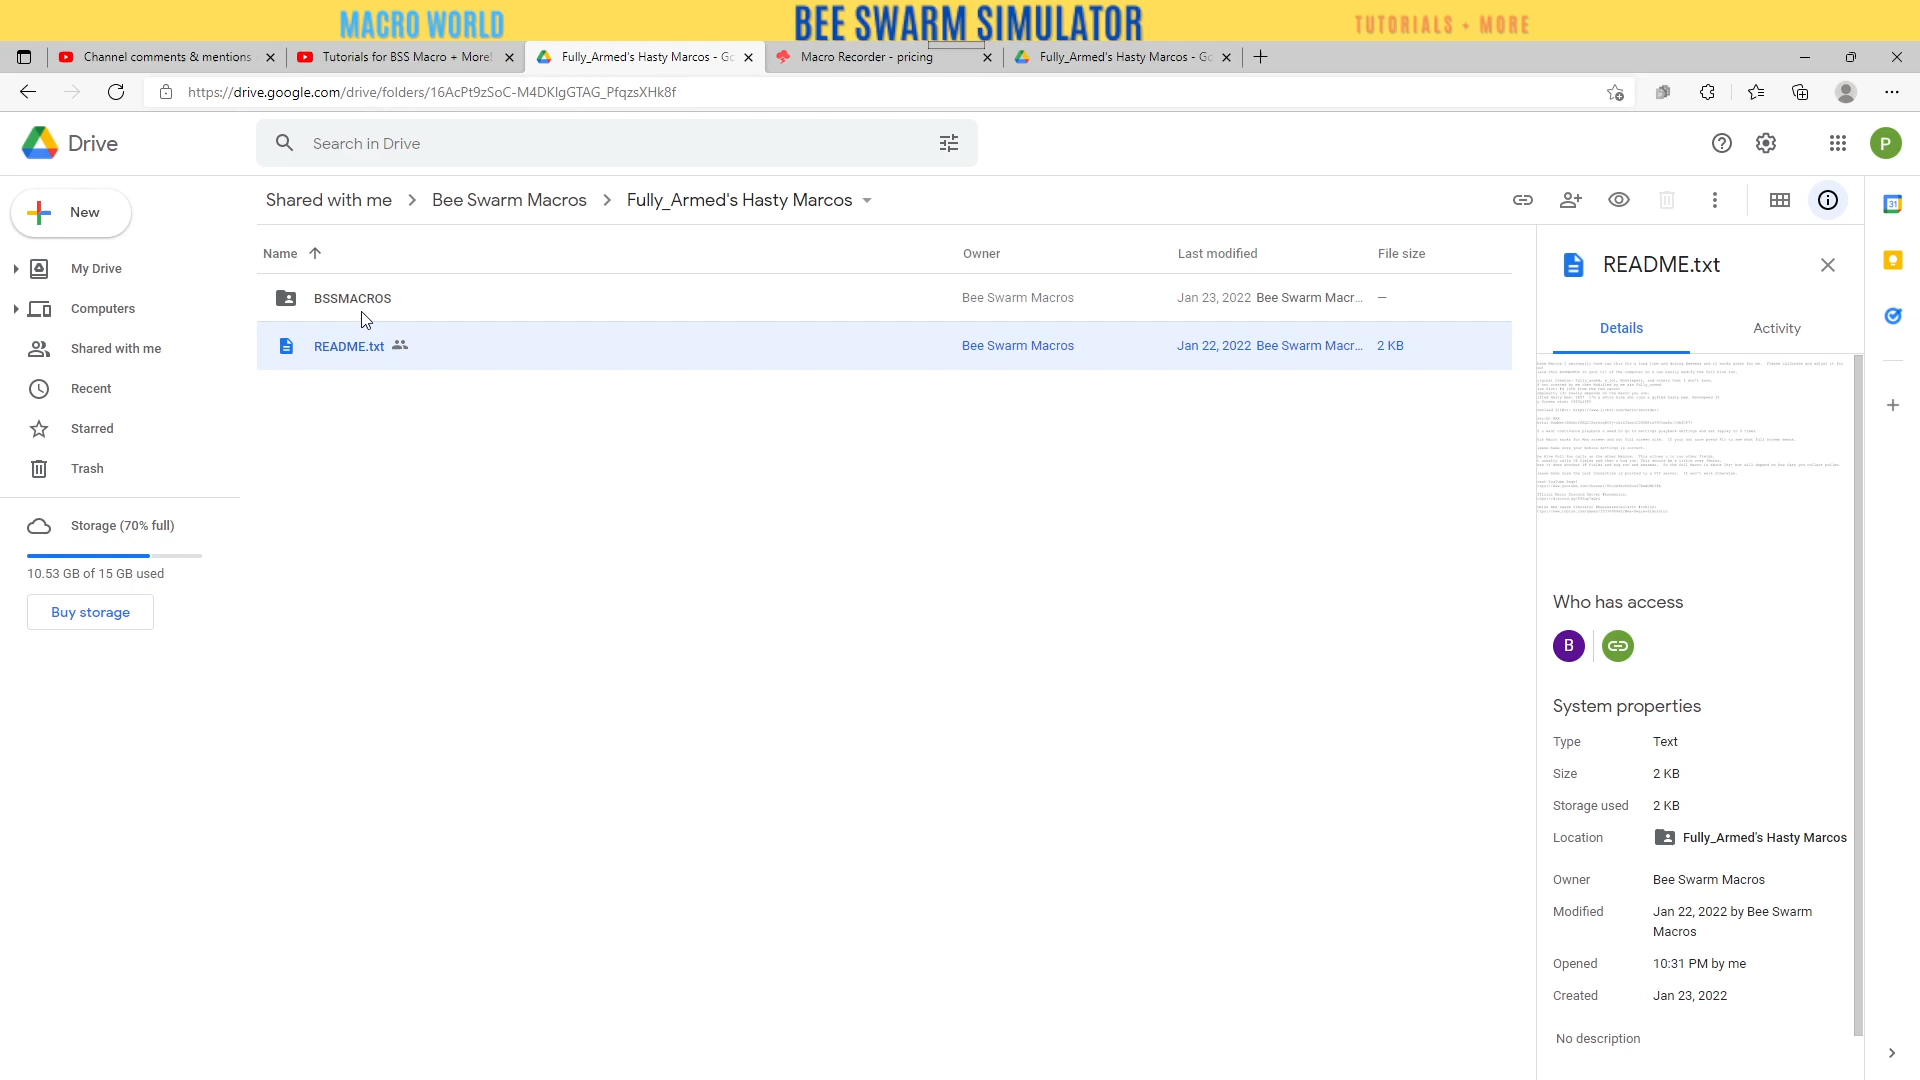 MACRO WORLD
BEE SWARM SIMULATOR
TUTORIALS + MORE
Channel comments & mentions
Tutorials for BSS Macro + More!
Fully_Armed's Hasty Marcos - Gc
Macro Recorder - pricing
Fully_Armed's Hasty Marcos - Gc
https://drive.google.com/drive/folders/16AcPt9zSoC-M4DKlgGTAG_PfqzsXHk8f
Drive
Search in Drive
P
New
Shared with me > Bee Swarm Macros > Fully_Armed's Hasty Marcos
31
My Drive
Computers
Shared with me
Recent
Starred
Trash
Storage (70% full)
10.53 GB of 15 GB used
Buy storage
Name
Owner
Last modified
File size
BSSMACROS
Bee Swarm Macros
Jan 23, 2022 Bee Swarm Macr...
—
README.txt
Bee Swarm Macros
Jan 22, 2022 Bee Swarm Macr...
2 KB
README.txt
Details
Activity
Who has access
B
System properties
Type Text
Size 2 KB
Storage used 2 KB
Location Fully_Armed's Hasty Marcos
Owner Bee Swarm Macros
Modified Jan 22, 2022 by Bee Swarm
Macros
Opened 10:31 PM by me
Created Jan 23, 2022
No description